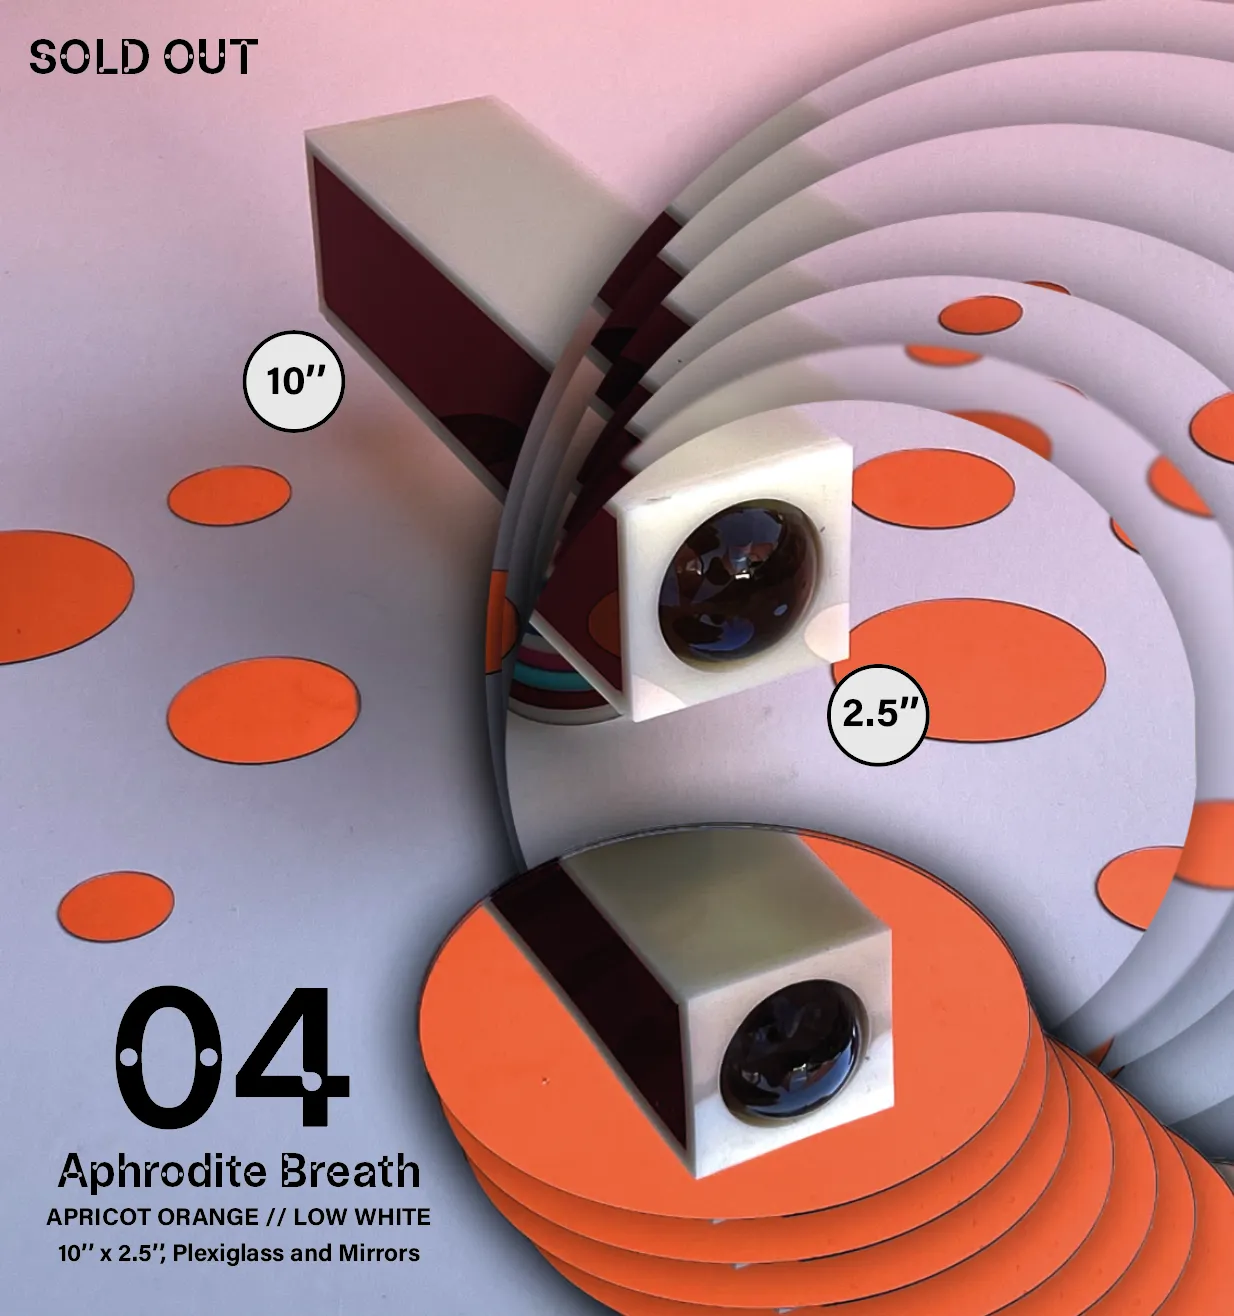 SOLD OUT
10’’
2.5’’
04
Aphrodite Breath
APRICOT ORANGE // LOW WHITE
10’’ x 2.5’’, Plexiglass and Mirrors